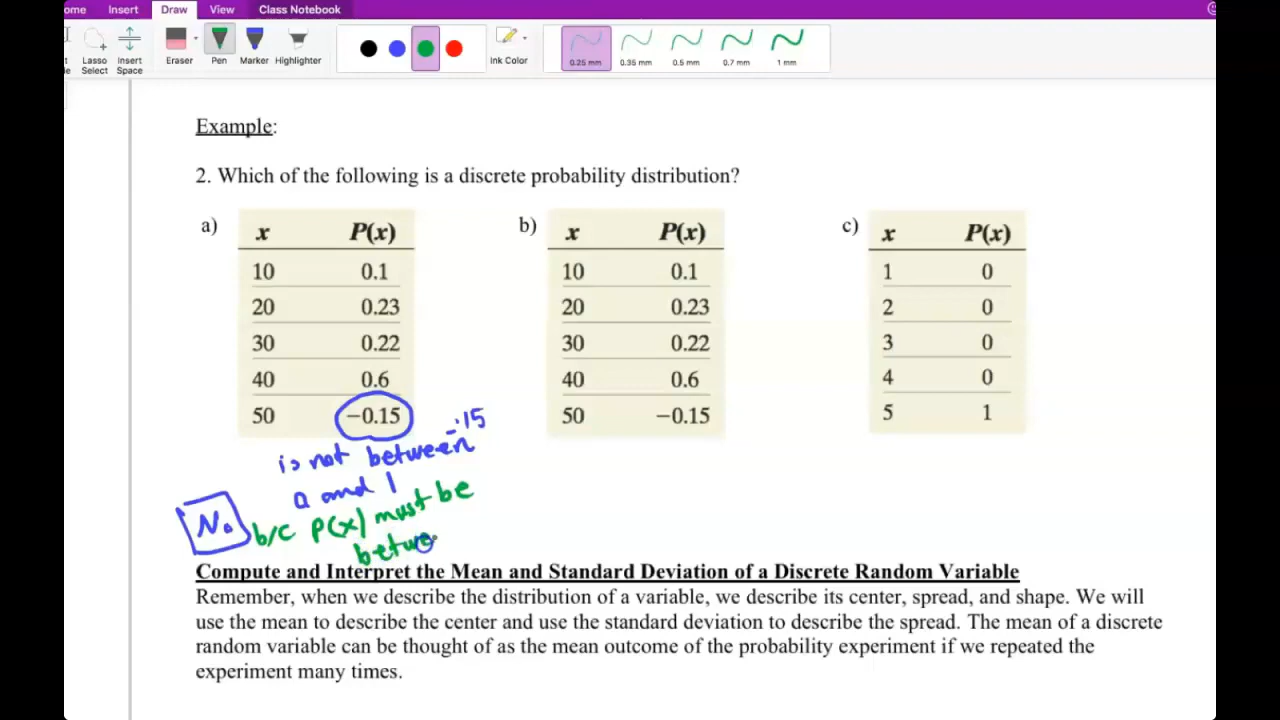 ome Insert Draw View Class Notebook
Lasso Select
Insert Space
Eraser
Pen
Marker
Highlighter
Ink Color
0.25 mm
0.35 mm
0.5 mm
0.7 mm
1 mm
Example:
2. Which of the following is a discrete probability distribution?
a)
x P(x)
10 0.1
20 0.23
30 0.22
40 0.6
50 −0.15
b)
x P(x)
10 0.1
20 0.23
30 0.22
40 0.6
50 −0.15
c)
x P(x)
1 0
2 0
3 0
4 0
5 1
-.15
is not between
0 and 1
No
b/c P(x) must be
betwe
Compute and Interpret the Mean and Standard Deviation of a Discrete Random Variable
Remember, when we describe the distribution of a variable, we describe its center, spread, and shape. We will
use the mean to describe the center and use the standard deviation to describe the spread. The mean of a discrete
random variable can be thought of as the mean outcome of the probability experiment if we repeated the
experiment many times.